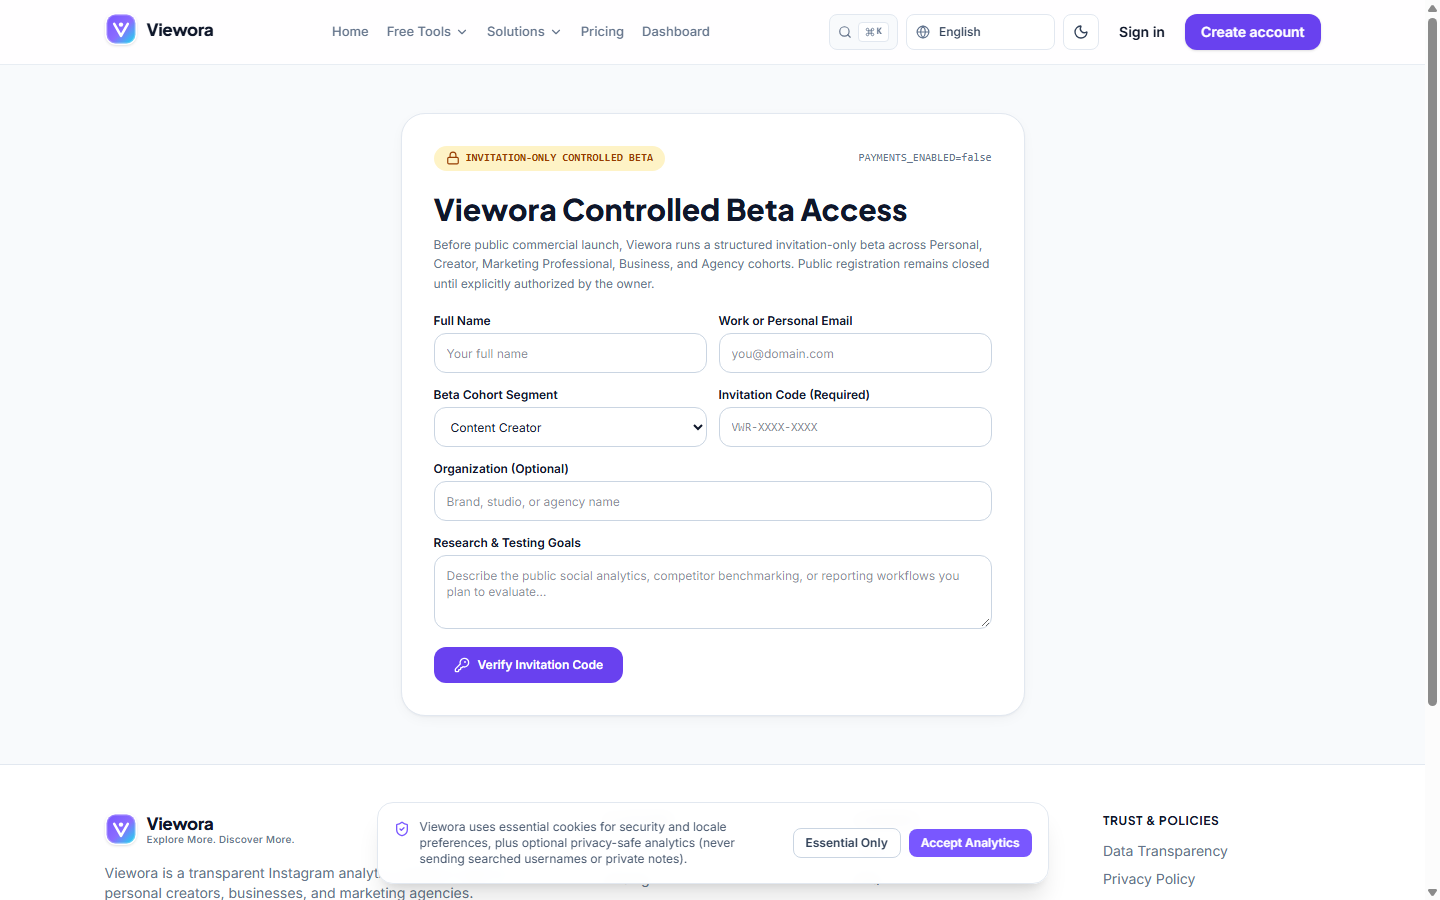 Viewora
Home
Free Tools
Solutions
Pricing
Dashboard
⌘K
English
Sign in
Create account
INVITATION-ONLY CONTROLLED BETA
PAYMENTS_ENABLED=false
Viewora Controlled Beta Access
Before public commercial launch, Viewora runs a structured invitation-only beta across Personal,
Creator, Marketing Professional, Business, and Agency cohorts. Public registration remains closed
until explicitly authorized by the owner.
Full Name
Work or Personal Email
Your full name
you@domain.com
Beta Cohort Segment
Invitation Code (Required)
Content Creator
VWR-XXXX-XXXX
Organization (Optional)
Brand, studio, or agency name
Research & Testing Goals
Describe the public social analytics, competitor benchmarking, or reporting workflows you
plan to evaluate...
Verify Invitation Code
Viewora
Explore More. Discover More.
Viewora is a transparent Instagram analyt
personal creators, businesses, and marketing agencies.
Viewora uses essential cookies for security and locale
preferences, plus optional privacy-safe analytics (never
sending searched usernames or private notes).
Essential Only
Accept Analytics
TRUST & POLICIES
Data Transparency
Privacy Policy